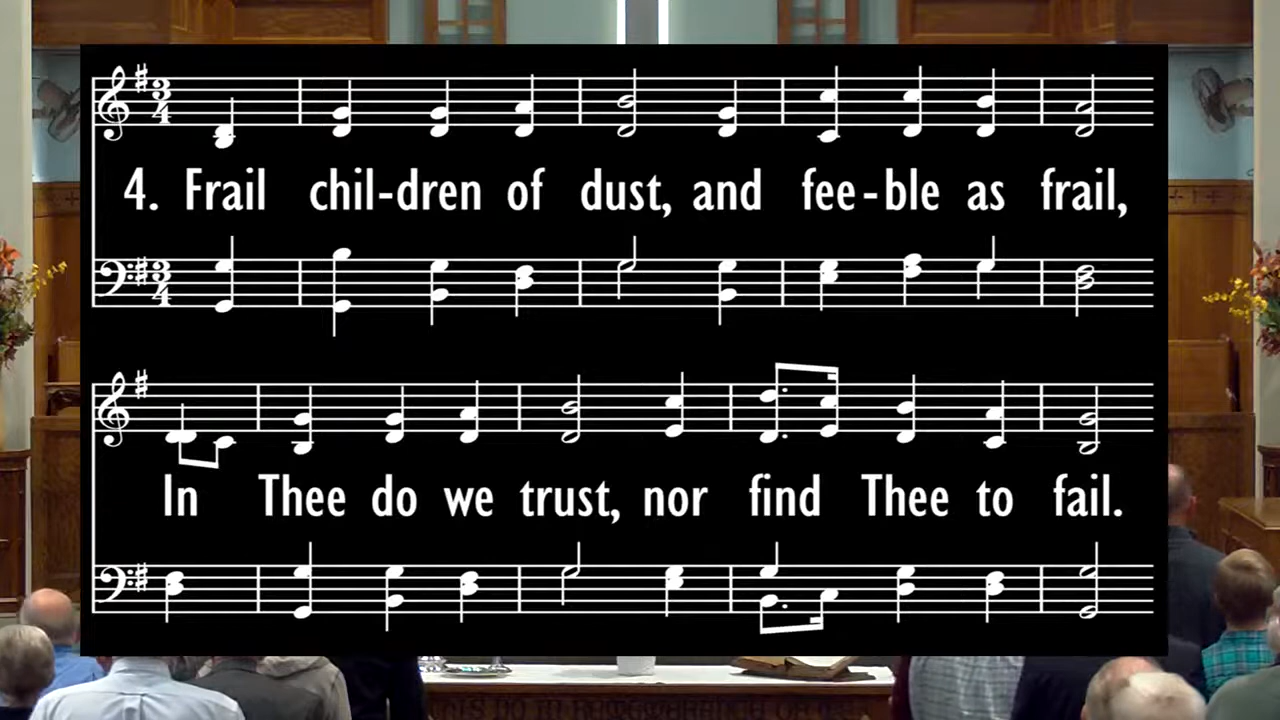 4. Frail chil-dren of dust, and fee-ble as frail,
In Thee do we trust, nor find Thee to fail.